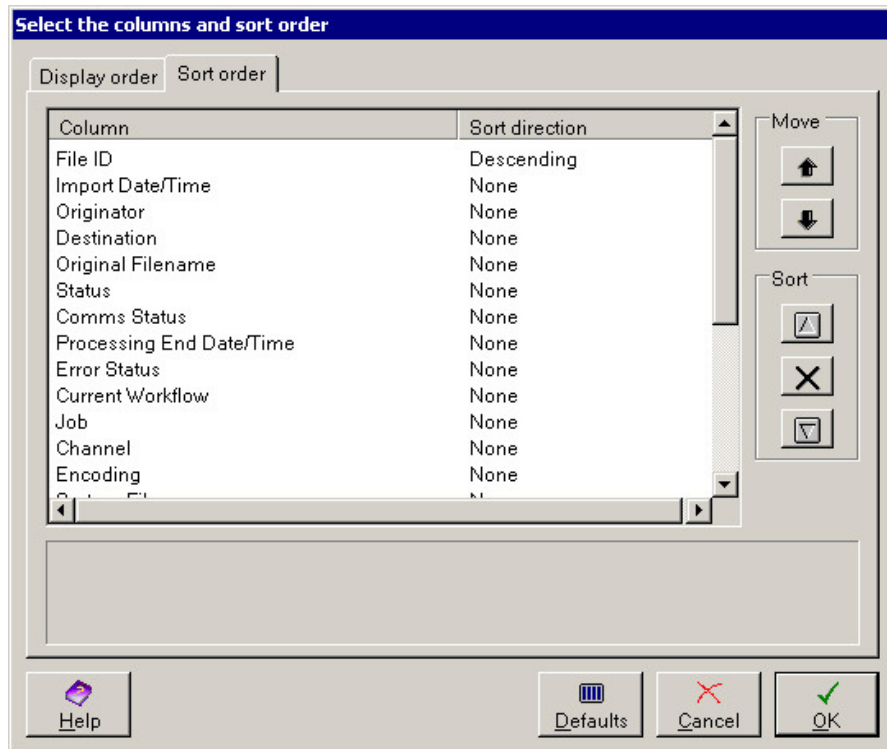 Select the columns and sort order
Display order Sort order
Column Sort direction
File ID Descending
Import Date/Time None
Originator None
Destination None
Original Filename None
Status None
Comms Status None
Processing End Date/Time None
Error Status None
Current Workflow None
Job None
Channel None
Encoding None
Move
Sort
Help Defaults Cancel OK